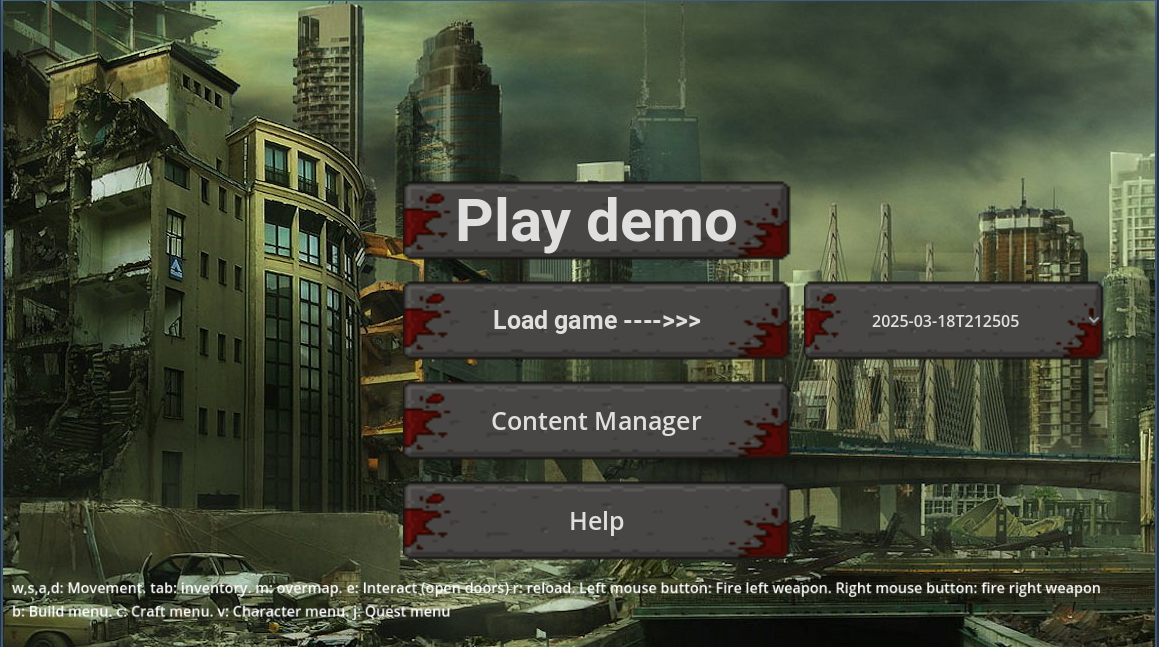 Play demo
Load game ---->>>
2025-03-18T212505
Content Manager
Help
w,s,a,d: Movement. tab: inventory. m: overmap. e: Interact (open doors) r: reload. Left mouse button: Fire left weapon. Right mouse button: fire right weapon
b: Build menu. c: Craft menu. v: Character menu. j: Quest menu